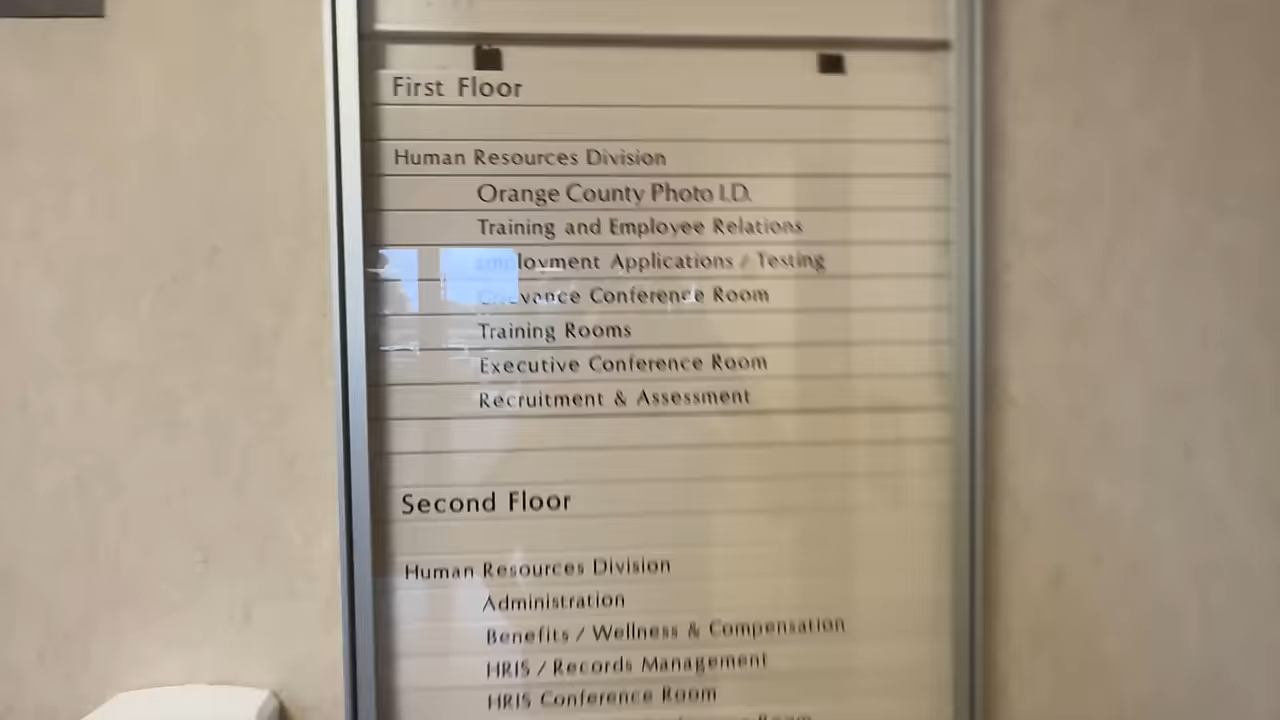 First Floor
Human Resources Division
Orange County Photo I.D.
Training and Employee Relations
Employment Applications / Testing
Grievance Conference Room
Training Rooms
Executive Conference Room
Recruitment & Assessment
Second Floor
Human Resources Division
Administration
Benefits / Wellness & Compensation
HRIS / Records Management
HRIS Conference Room
Room